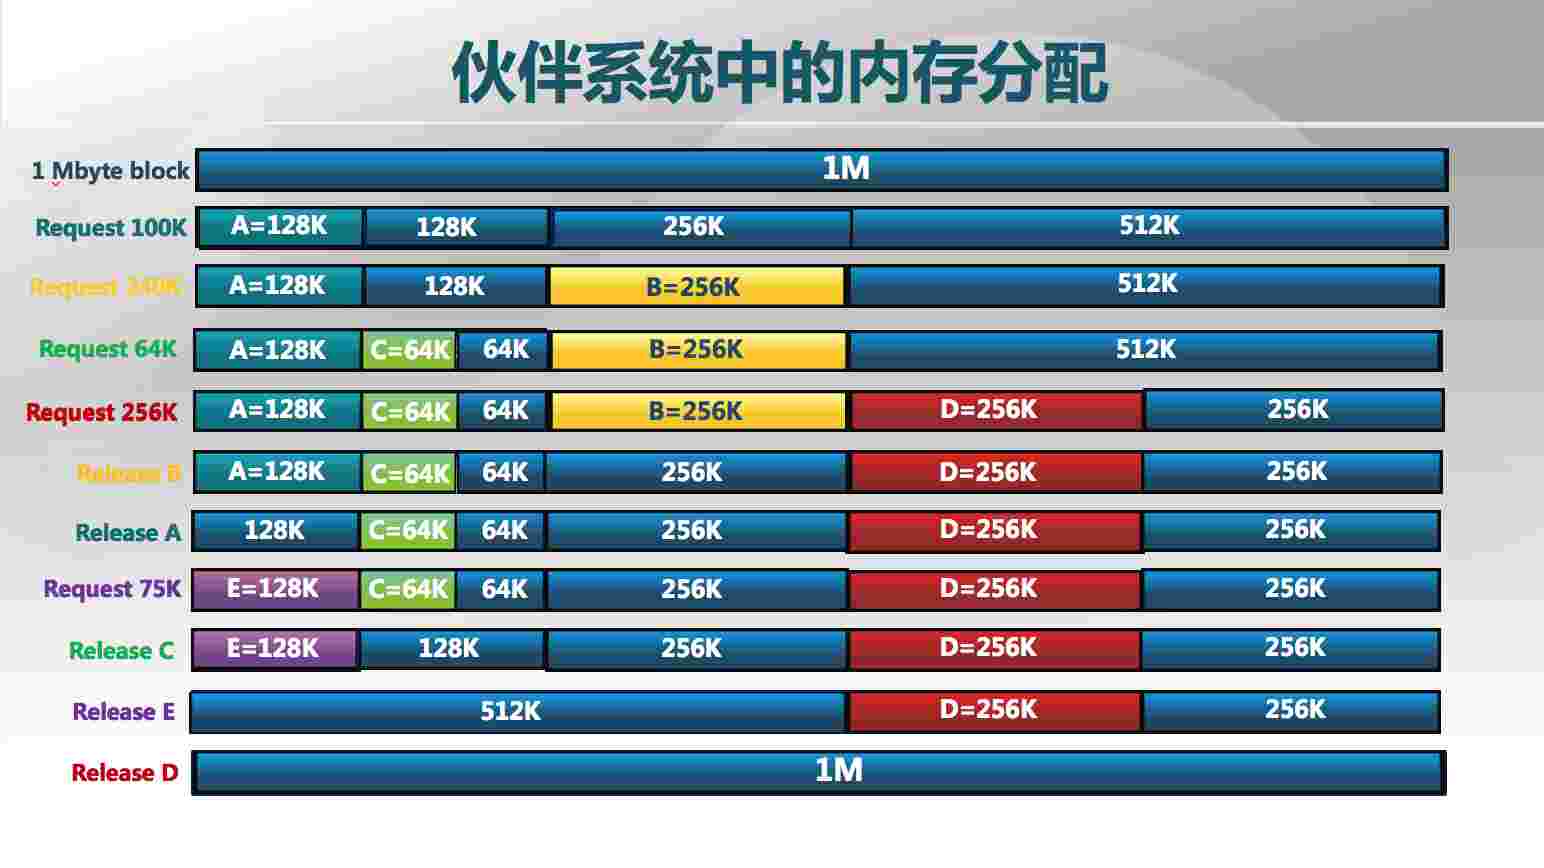 伙伴系统中的内存分配
1 Mbyte block 1M
Request 100K A=128K 128K 256K 512K
Request 240K A=128K 128K B=256K 512K
Request 64K A=128K C=64K 64K B=256K 512K
Request 256K A=128K C=64K 64K B=256K D=256K 256K
Release B A=128K C=64K 64K 256K D=256K 256K
Release A 128K C=64K 64K 256K D=256K 256K
Request 75K E=128K C=64K 64K 256K D=256K 256K
Release C E=128K 128K 256K D=256K 256K
Release E 512K D=256K 256K
Release D 1M